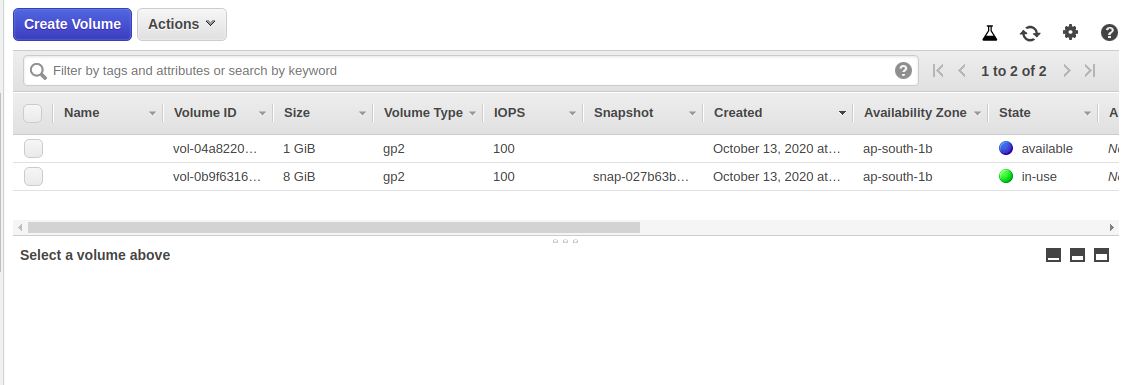 Create Volume Actions
Filter by tags and attributes or search by keyword 1 to 2 of 2
Name Volume ID Size Volume Type IOPS Snapshot Created Availability Zone State A
vol-04a8220… 1 GiB gp2 100 October 13, 2020 at… ap-south-1b available No
vol-0b9f6316… 8 GiB gp2 100 snap-027b63b… October 13, 2020 at… ap-south-1b in-use No
Select a volume above